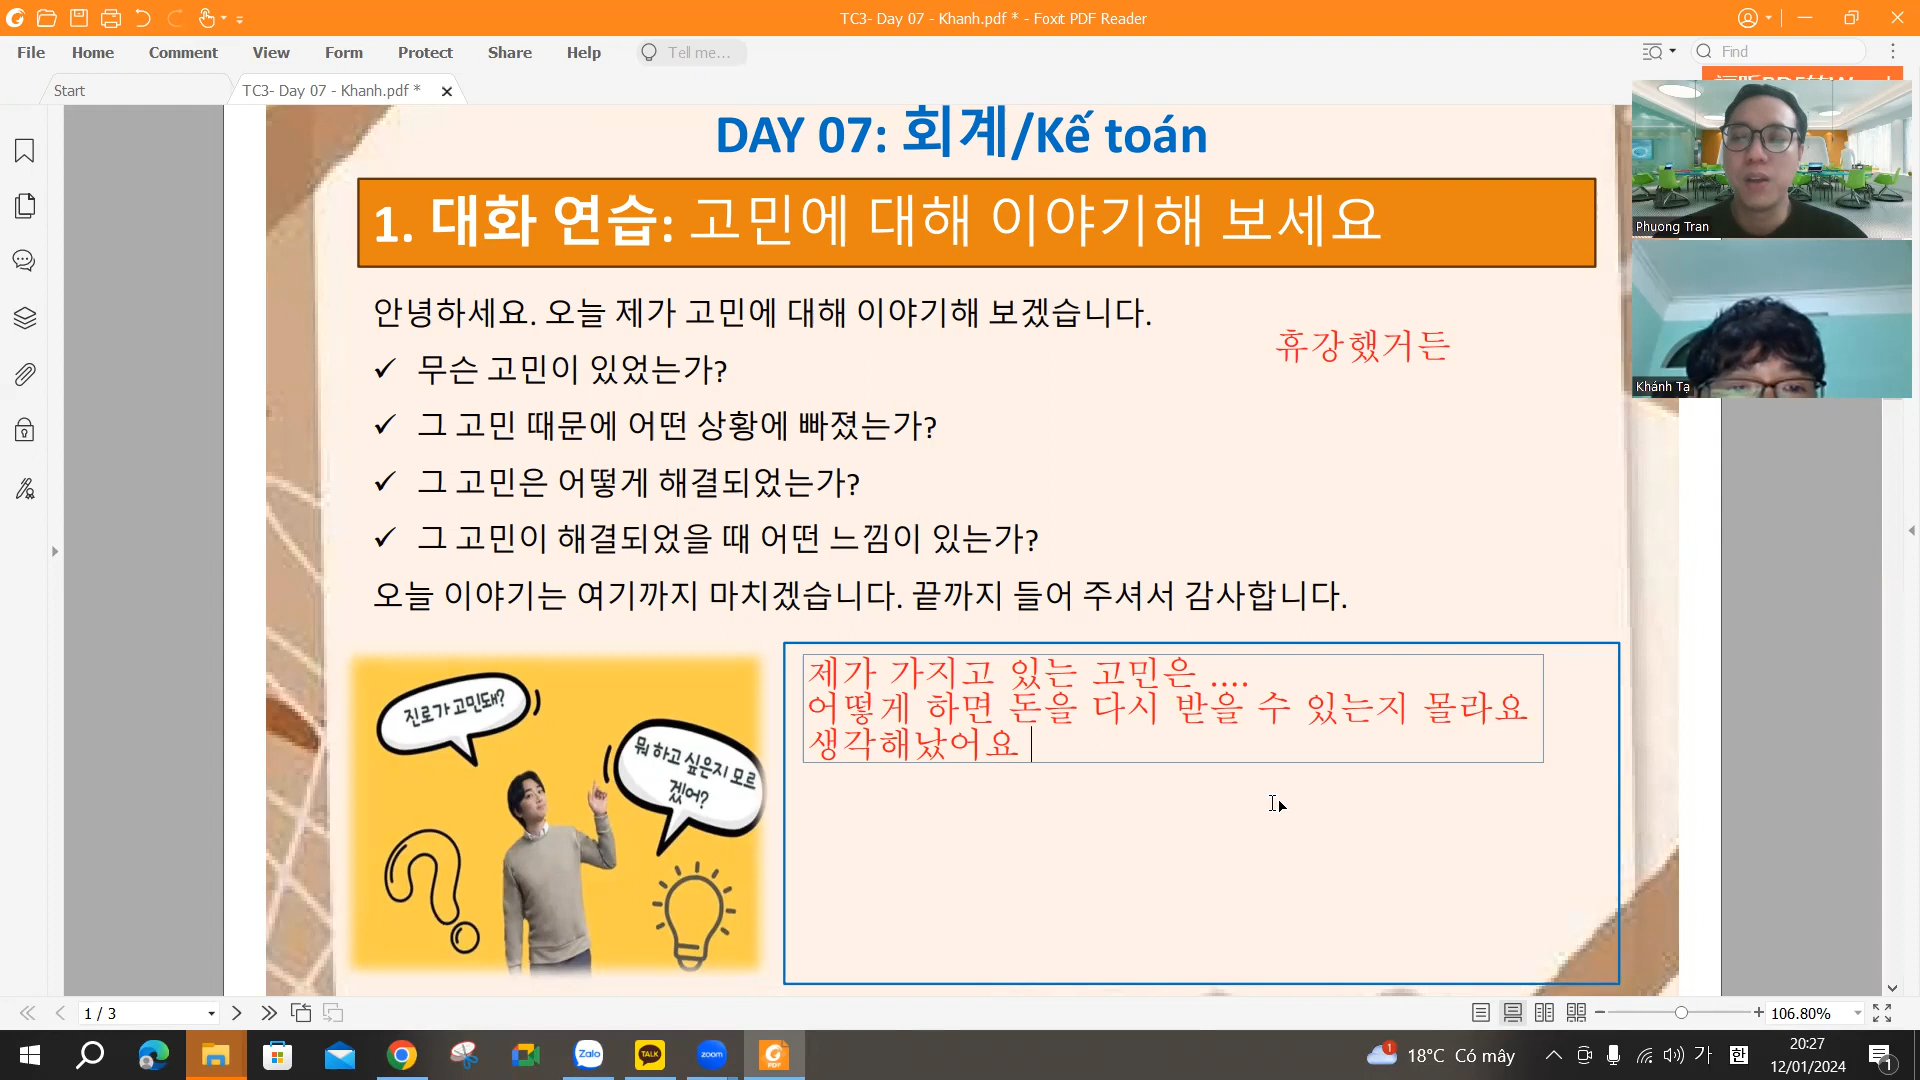 TC3- Day 07 - Khanh.pdf * - Foxit PDF Reader
File Home Comment View Form Protect Share Help Tell me... Find
Start TC3- Day 07 - Khanh.pdf *
DAY 07: 회계/Kế toán
1. 대화 연습: 고민에 대해 이야기해 보세요
안녕하세요. 오늘 제가 고민에 대해 이야기해 보겠습니다.
휴강했거든
✓ 무슨 고민이 있었는가?
✓ 그 고민 때문에 어떤 상황에 빠졌는가?
✓ 그 고민은 어떻게 해결되었는가?
✓ 그 고민이 해결되었을 때 어떤 느낌이 있는가?
오늘 이야기는 여기까지 마치겠습니다. 끝까지 들어 주셔서 감사합니다.
진로가 고민돼?
뭐 하고 싶은지 모르
겠어?
제가 가지고 있는 고민은 ....
어떻게 하면 돈을 다시 받을 수 있는지 몰라요
생각해났어요
Phuong Tran
Khánh Tạ
1 / 3
106.80%
Zalo
TALK
zoom
PDF
1
18°C Có mây
가
한
20:27
12/01/2024
1